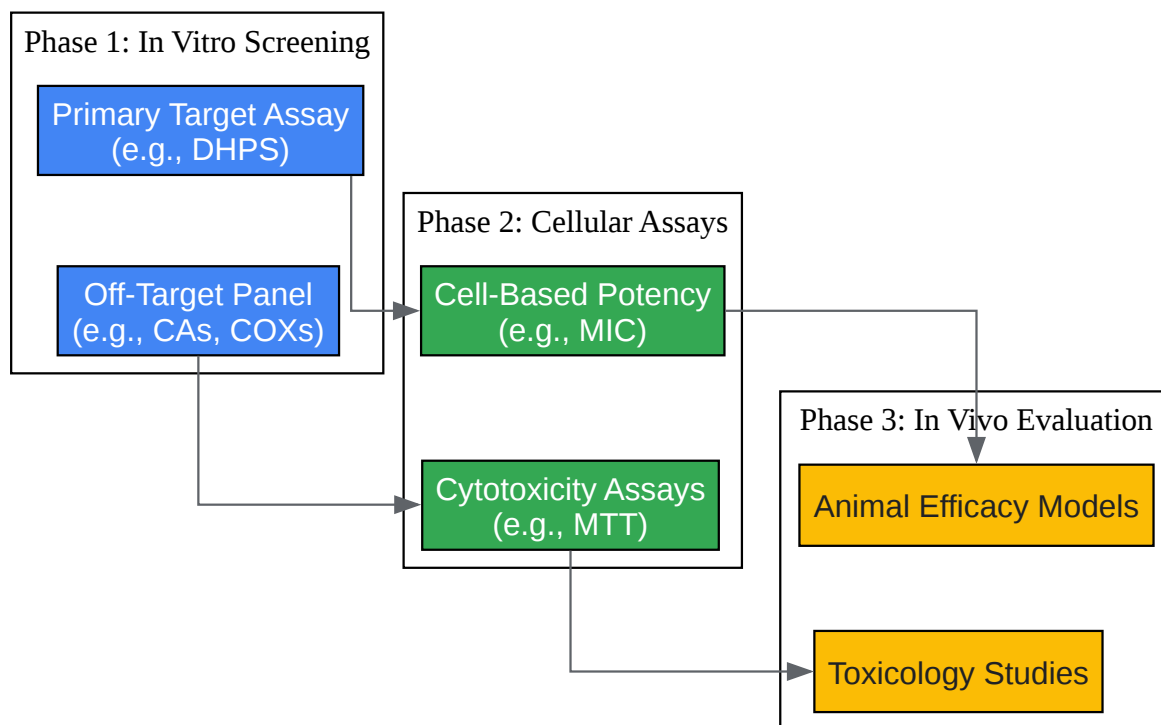 Phase 1: In Vitro Screening
Primary Target Assay
(e.g., DHPS)
Off-Target Panel
(e.g., CAs, COXs)
Phase 2: Cellular Assays
Cell-Based Potency
(e.g., MIC)
Cytotoxicity Assays
(e.g., MTT)
Phase 3: In Vivo Evaluation
Animal Efficacy Models
Toxicology Studies